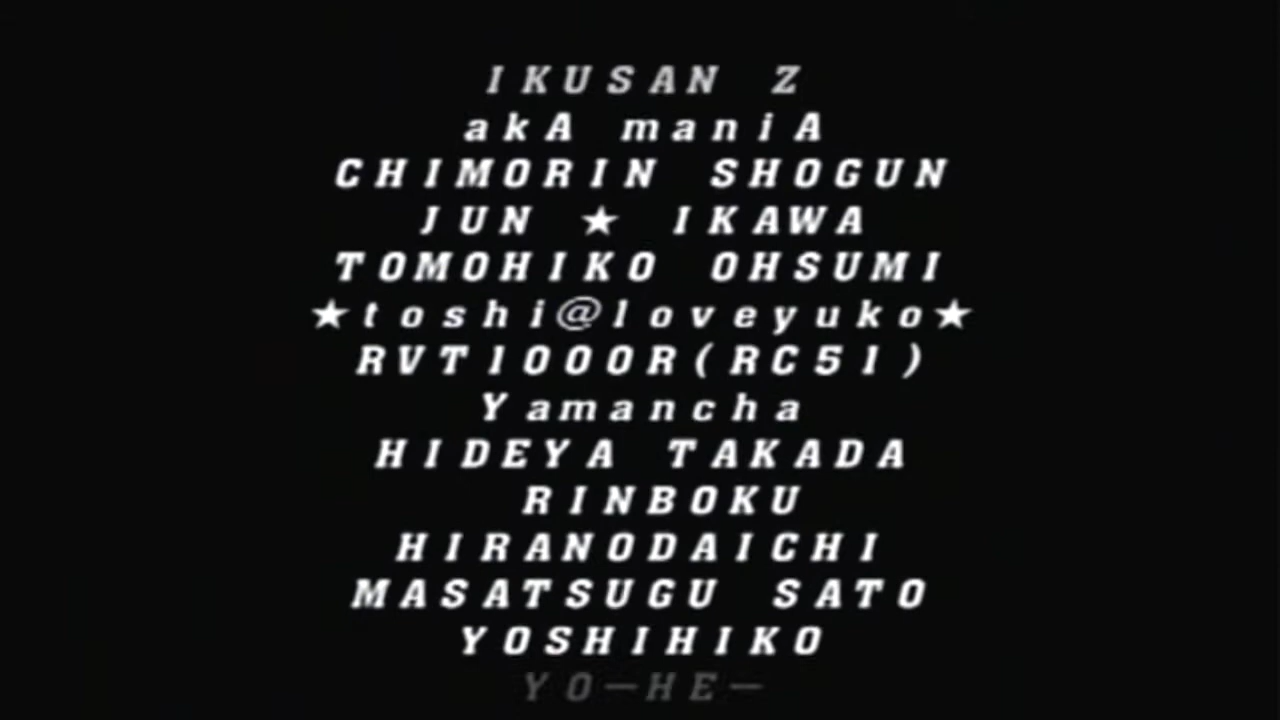 IKUSAN Z
akA maniA
CHIMORIN SHOGUN
JUN ★ IKAWA
TOMOHIKO OHSUMI
★toshi@loveyuko★
RVT1000R(RC51)
Yamancha
HIDEYA TAKADA
RINBOKU
HIRANODAICHI
MASATSUGU SATO
YOSHIHIKO
YO—HE—